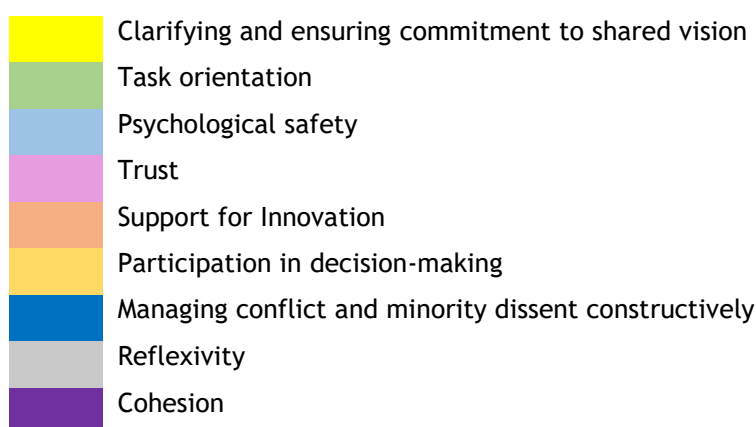 Clarifying and ensuring commitment to shared vision
Task orientation
Psychological safety
Trust
Support for Innovation
Participation in decision-making
Managing conflict and minority dissent constructively
Reflexivity
Cohesion